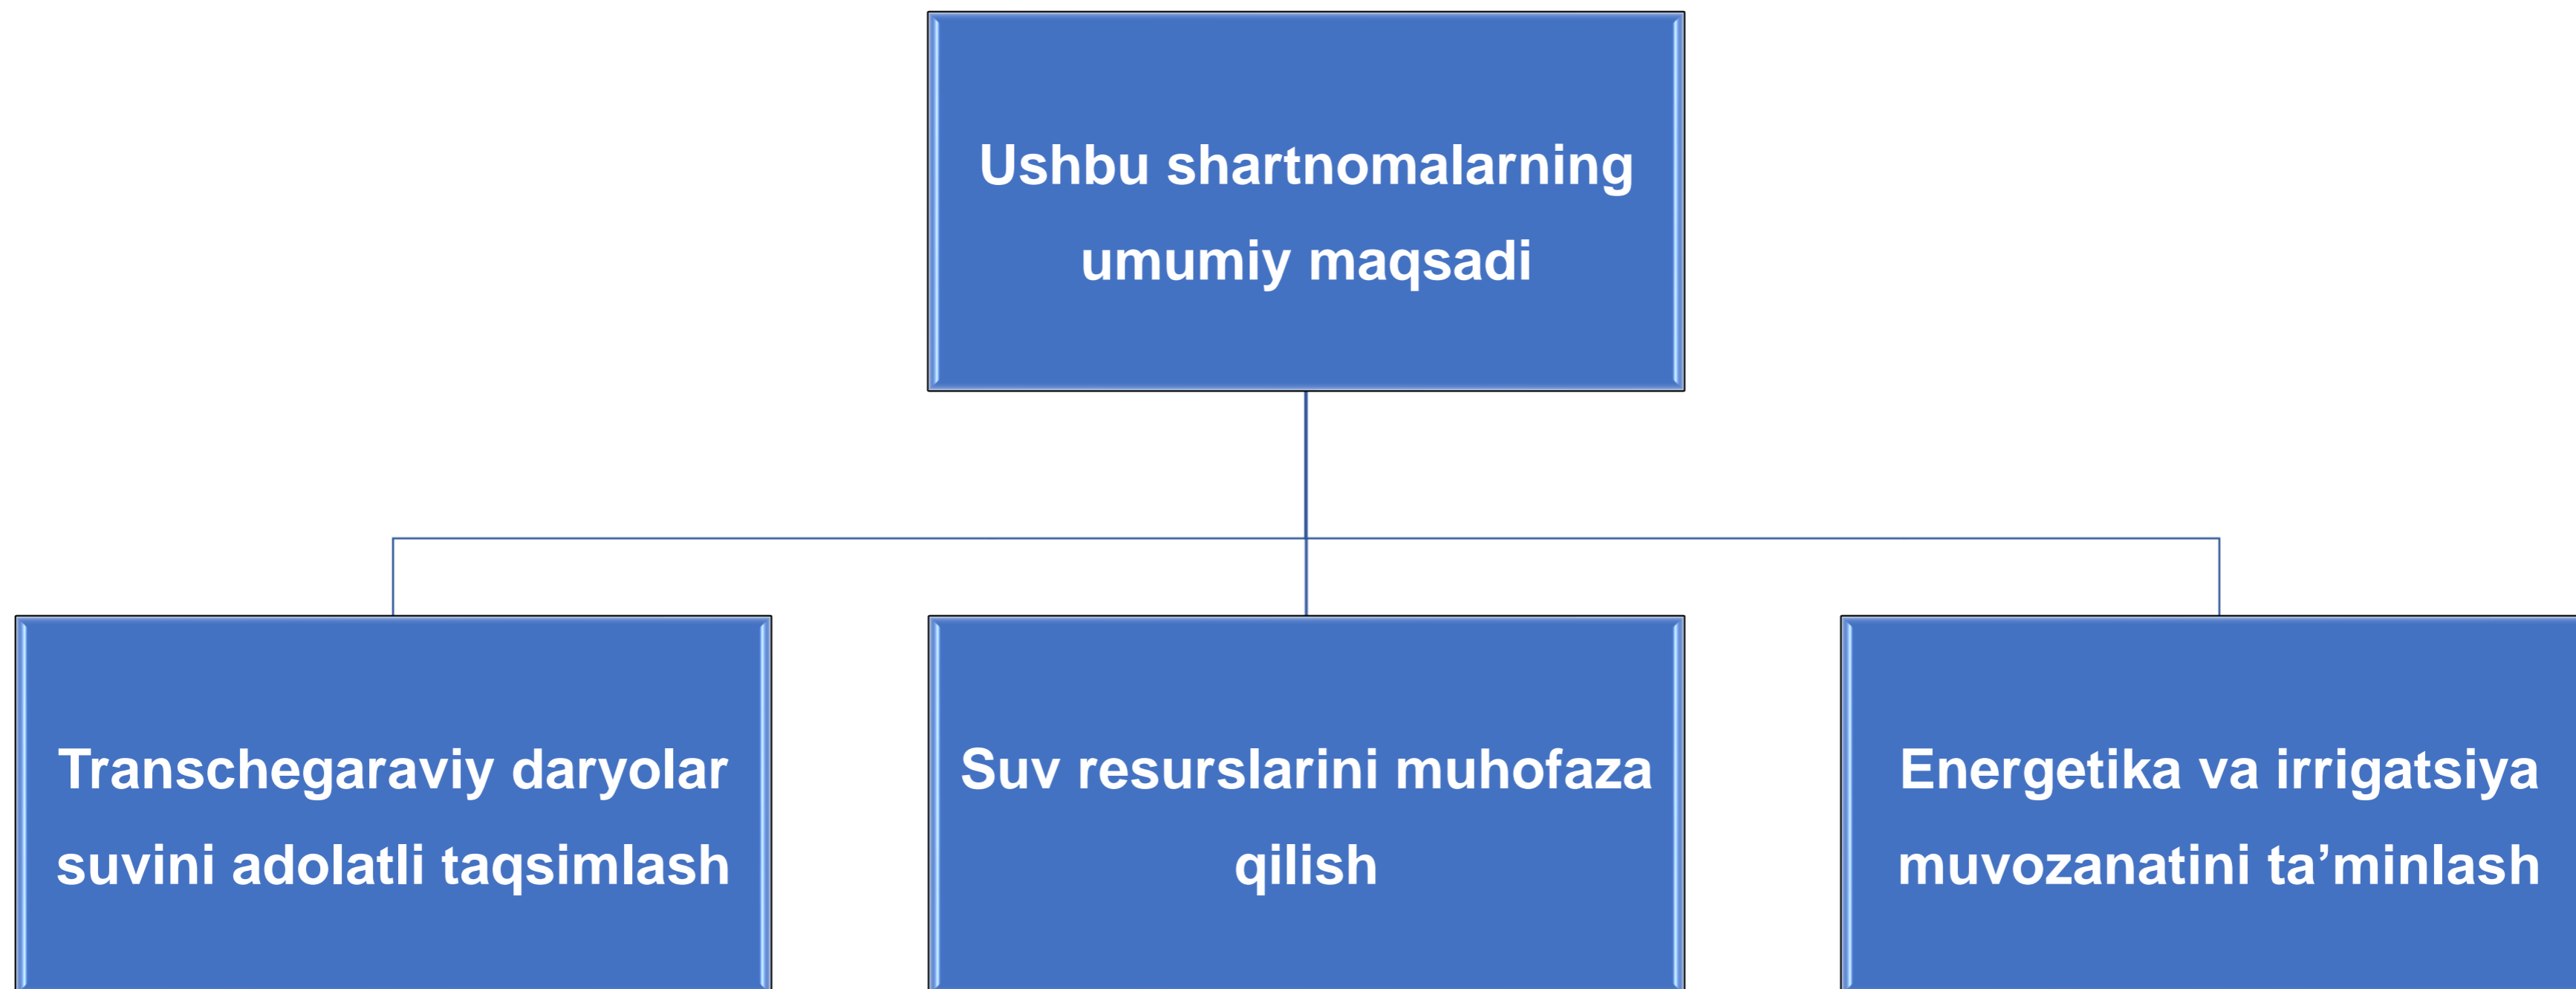 Ushbu shartnomalarning
umumiy maqsadi
Transchegaraviy daryolar
suvini adolatli taqsimlash
Suv resurslarini muhofaza
qilish
Energetika va irrigatsiya
muvozanatini ta’minlash